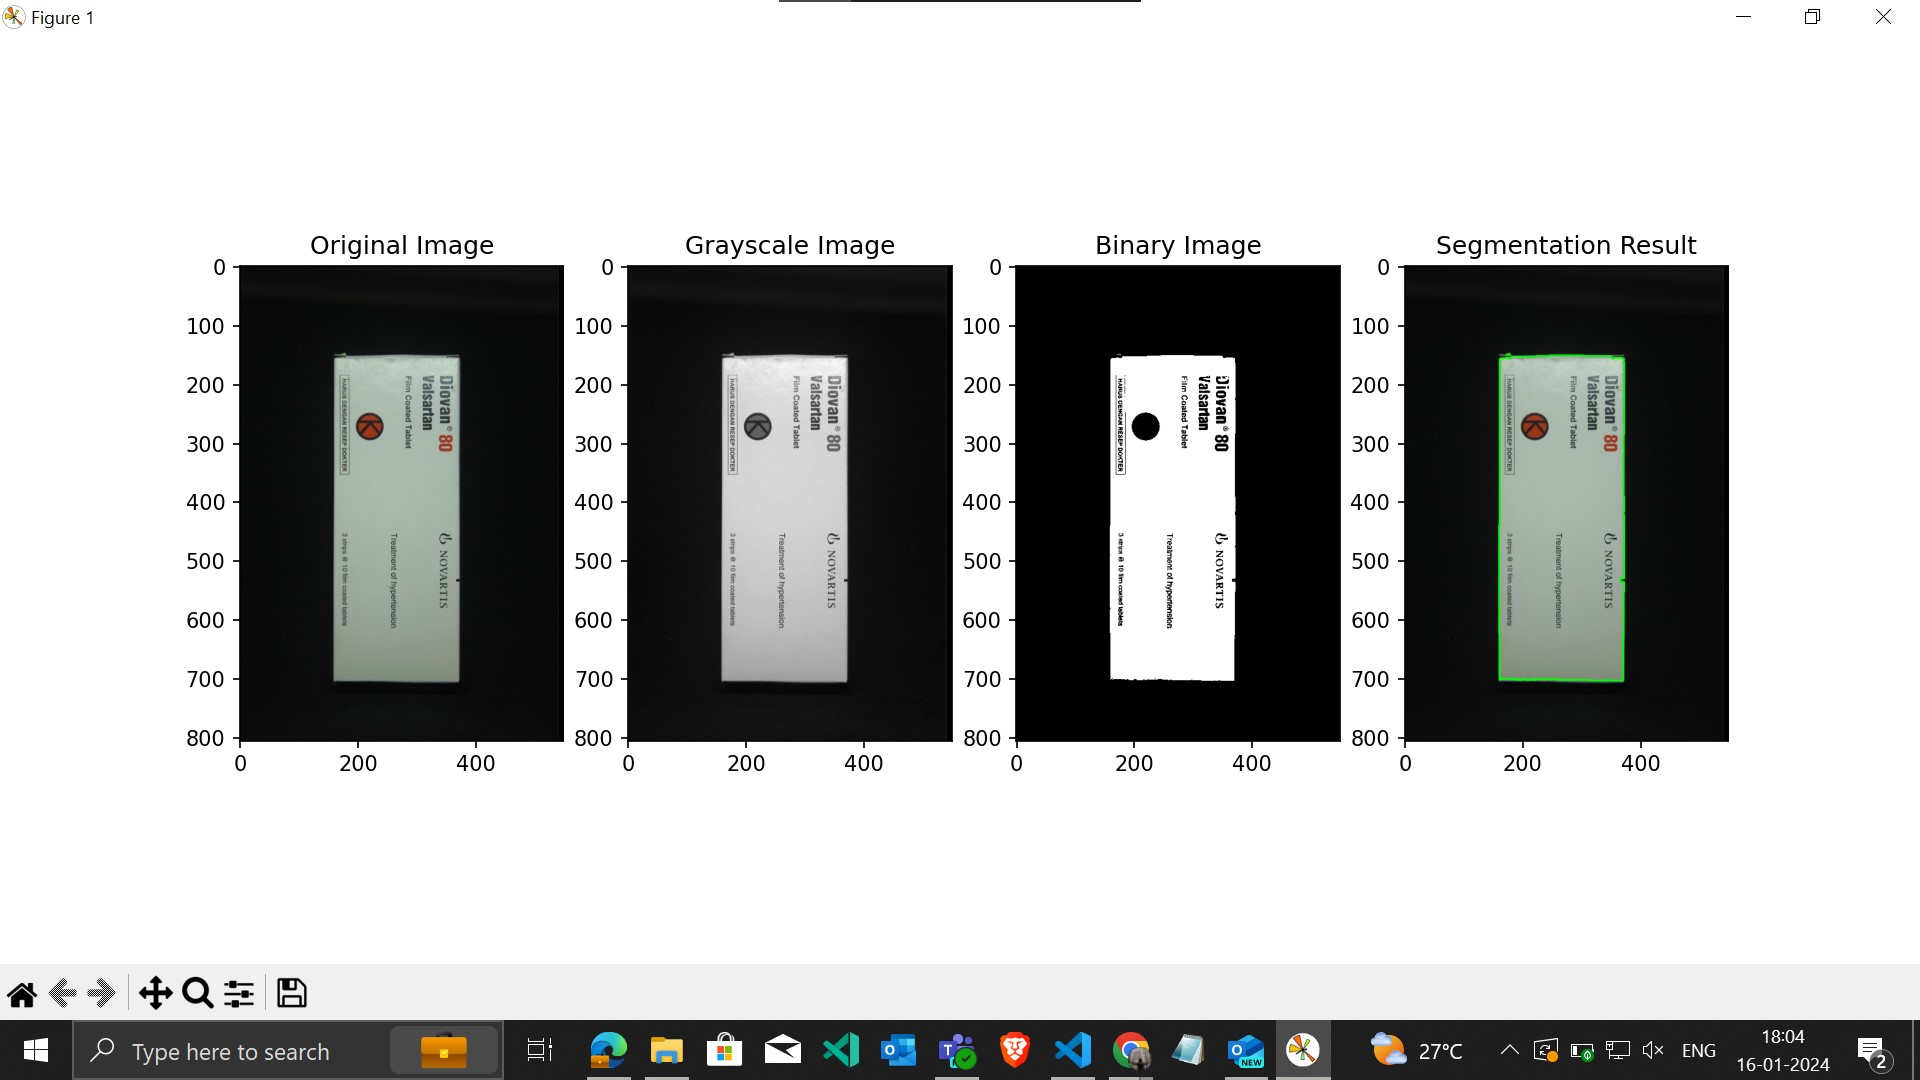 Figure 1
Original Image
Grayscale Image
Binary Image
Segmentation Result
0
100
200
300
400
500
600
700
800
0
200
400
Diovan® 80
Valsartan
Film Coated Tablet
HARUS DENGAN RESEP DOKTER
K
NOVARTIS
Treatment of hypertension
3 strips @ 10 film coated tablets
0
100
200
300
400
500
600
700
800
0
200
400
Diovan® 80
Valsartan
Film Coated Tablet
HARUS DENGAN RESEP DOKTER
K
NOVARTIS
Treatment of hypertension
3 strips @ 10 film coated tablets
0
100
200
300
400
500
600
700
800
0
200
400
Diovan® 80
Valsartan
Film Coated Tablet
HARUS DENGAN RESEP DOKTER
NOVARTIS
Treatment of hypertension
3 strips @ 10 film coated tablets
0
100
200
300
400
500
600
700
800
0
200
400
Diovan® 80
Valsartan
Film Coated Tablet
HARUS DENGAN RESEP DOKTER
K
NOVARTIS
Treatment of hypertension
3 strips @ 10 film coated tablets
Type here to search
NEW
27°C
ENG
18:04
16-01-2024
2